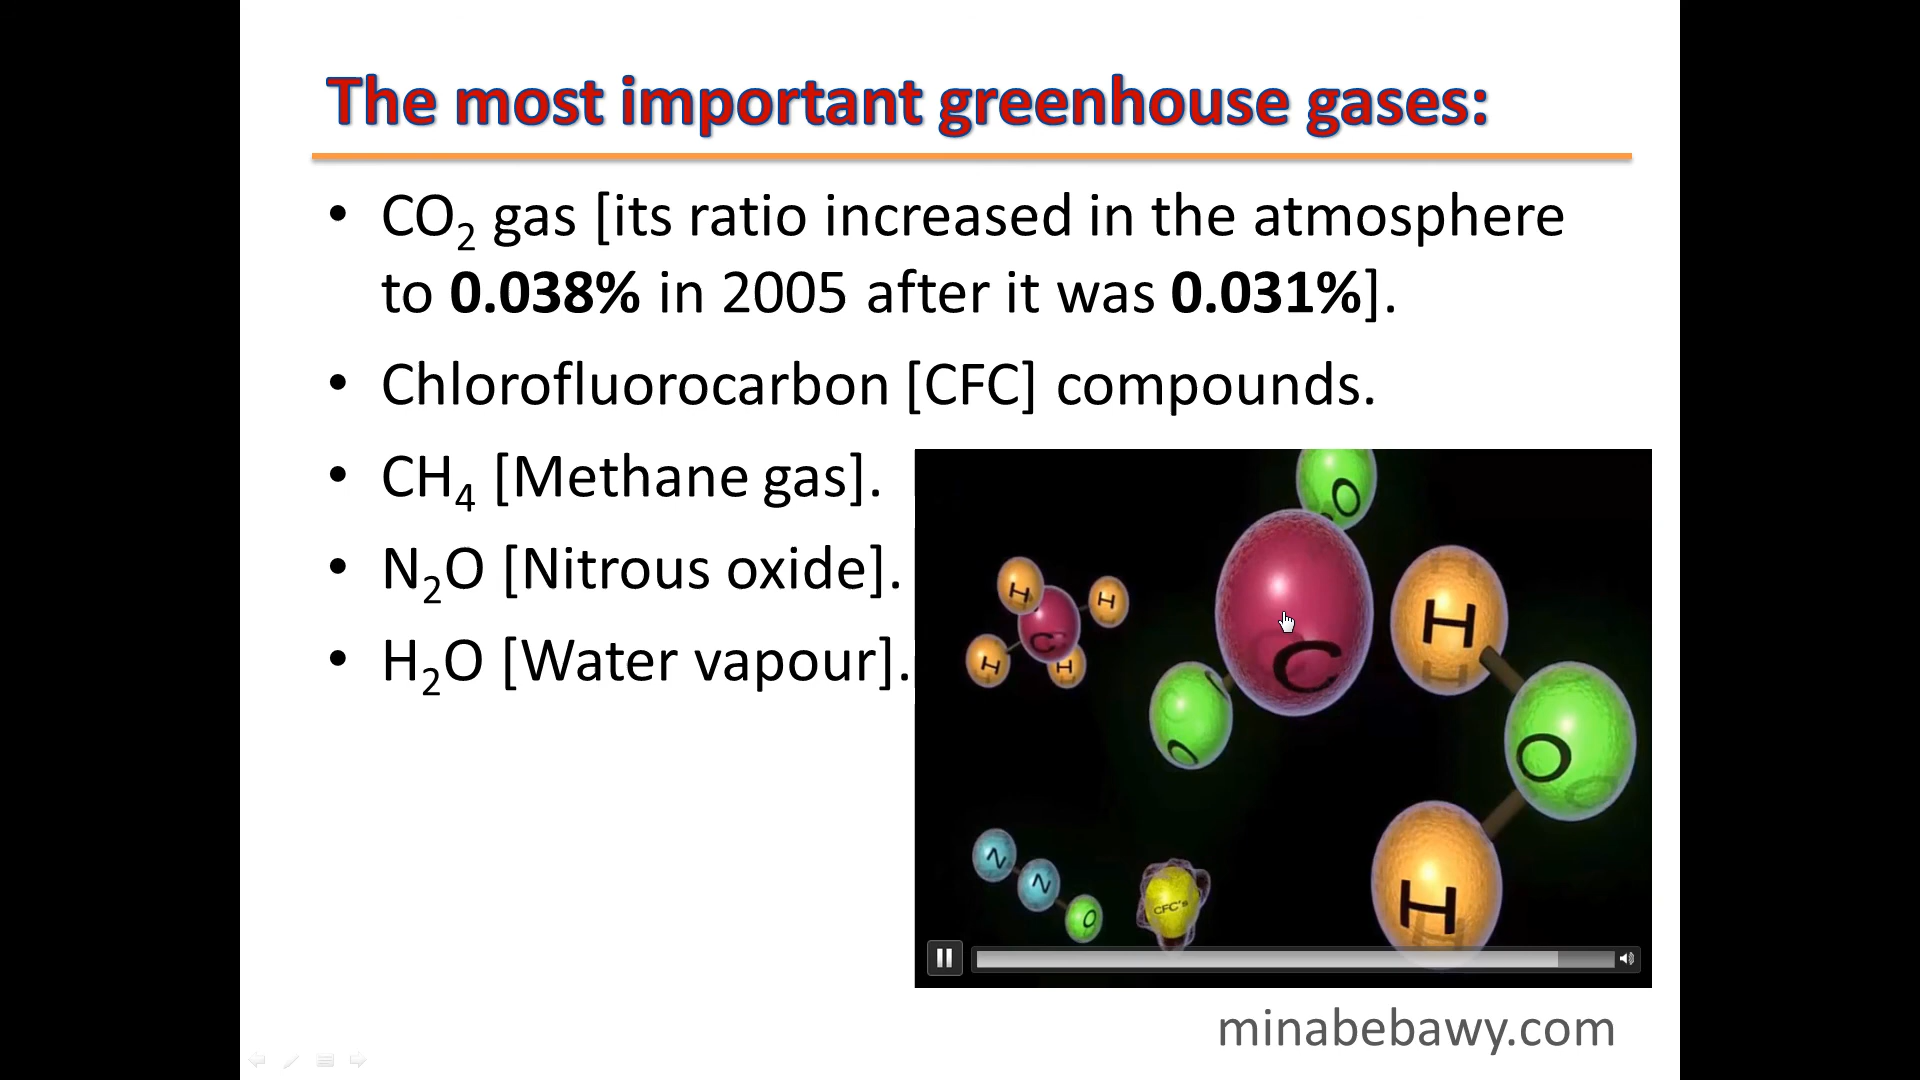 The most important greenhouse gases:
• CO₂ gas [its ratio increased in the atmosphere
to 0.038% in 2005 after it was 0.031%].
• Chlorofluorocarbon [CFC] compounds.
• CH₄ [Methane gas].
• N₂O [Nitrous oxide].
• H₂O [Water vapour].
O
C
O
H
O
H
H
H
C
H
H
N
N
O
CFC's
minabebawy.com